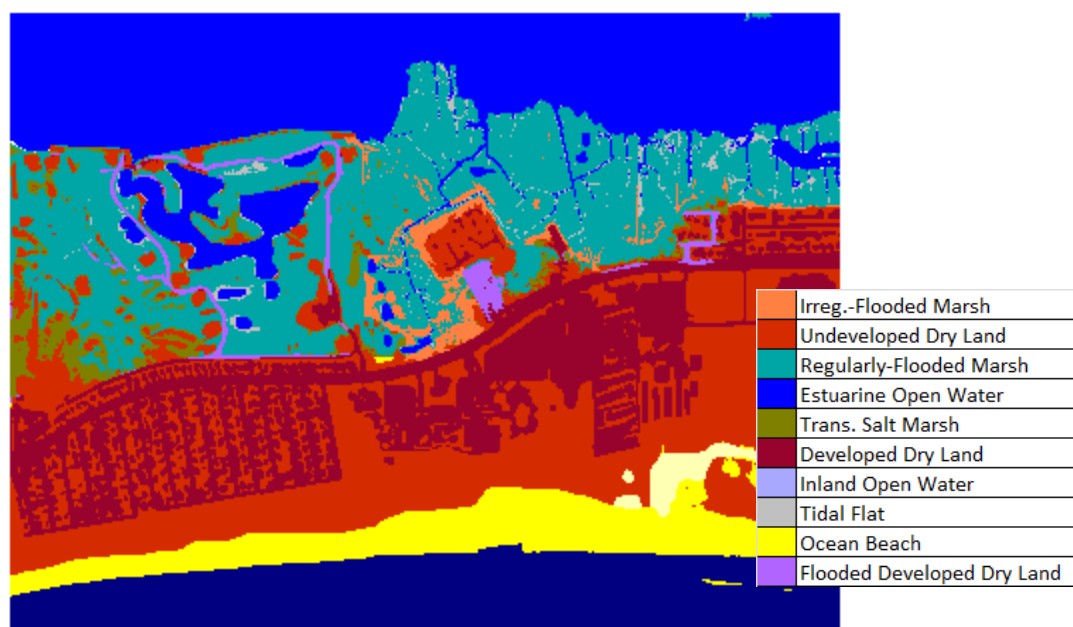 Irreg.-Flooded Marsh
Undeveloped Dry Land
Regularly-Flooded Marsh
Estuarine Open Water
Trans. Salt Marsh
Developed Dry Land
Inland Open Water
Tidal Flat
Ocean Beach
Flooded Developed Dry Land